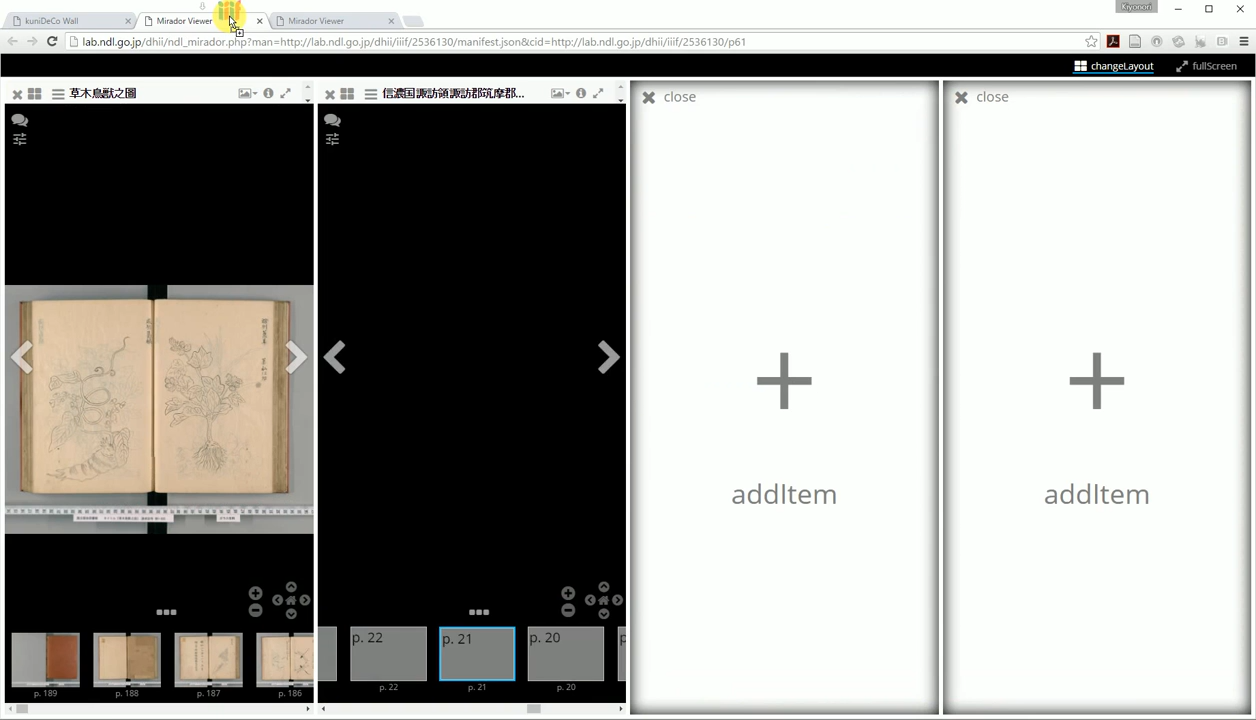 Kiyonori
kuniDeCo Wall
Mirador Viewer
Mirador Viewer
lab.ndl.go.jp/dhii/ndl_mirador.php?man=http://lab.ndl.go.jp/dhii/iiif/2536130/manifest.json&cid=http://lab.ndl.go.jp/dhii/iiif/2536130/p61
changeLayout
fullScreen
草木鳥獣之圖
信濃国諏訪領諏訪郡筑摩郡...
close
close
addItem
addItem
p. 22
p. 21
p. 20
p. 189
p. 188
p. 187
p. 186
p. 22
p. 21
p. 20